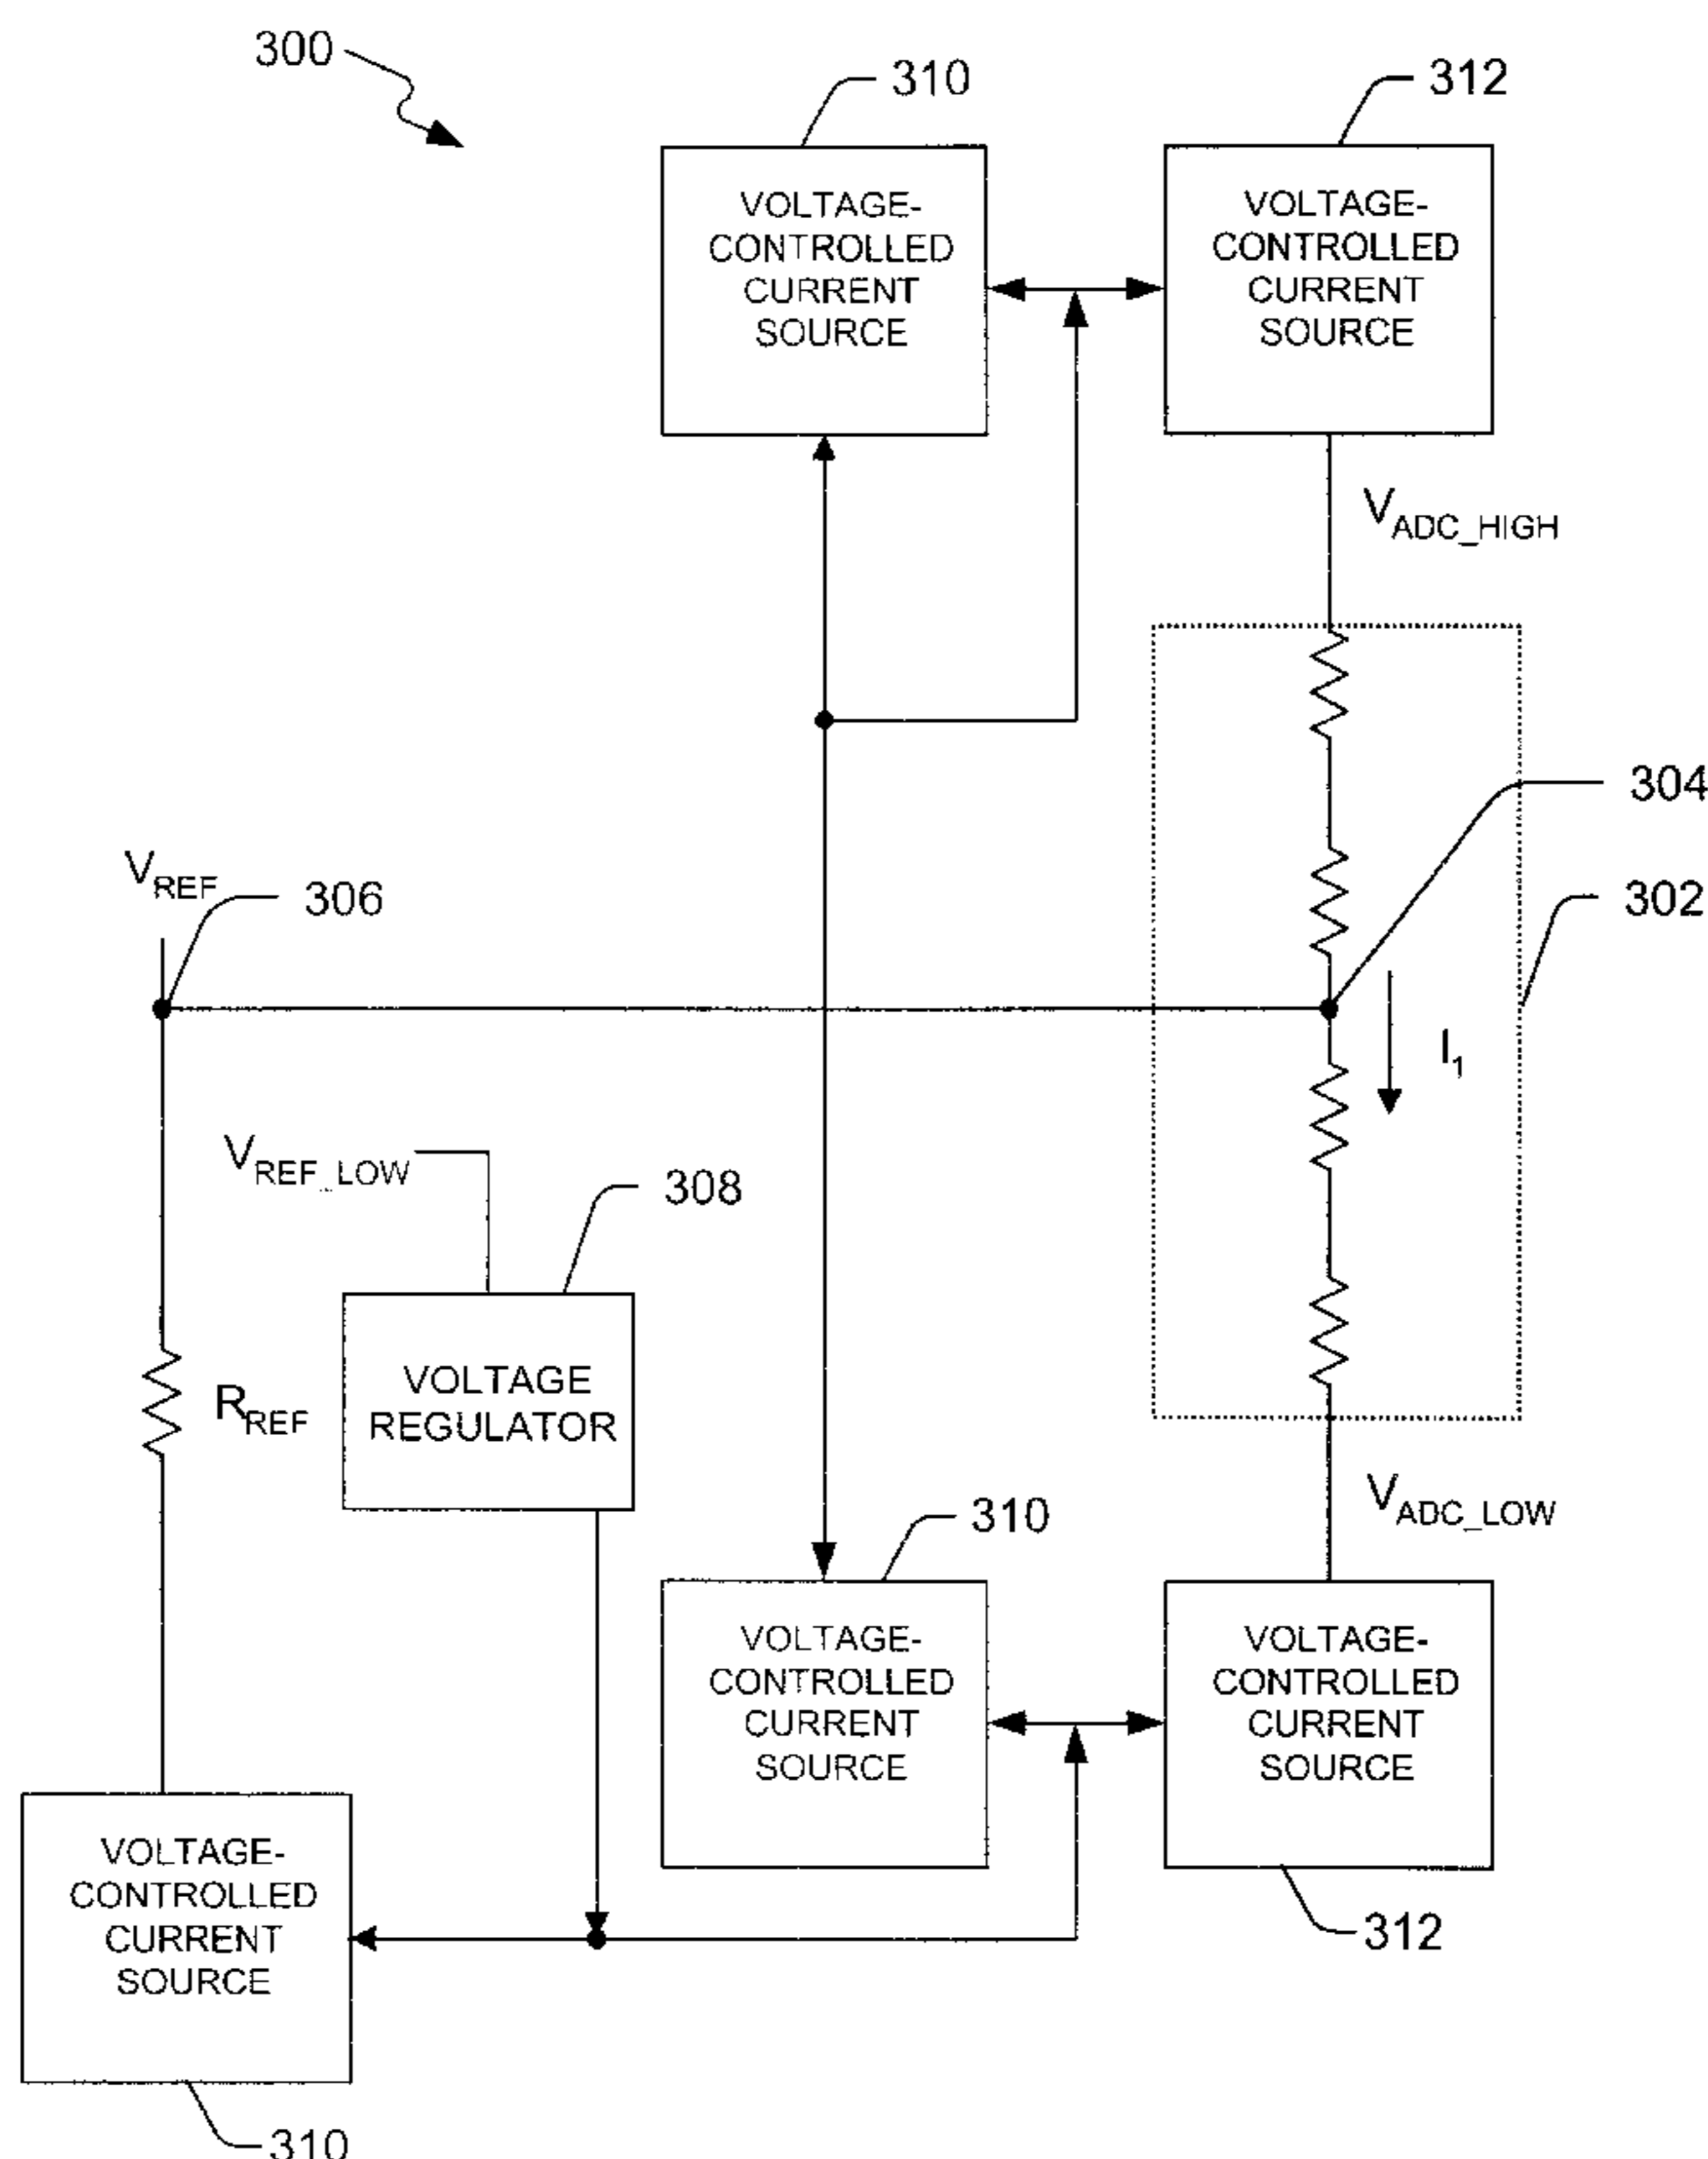 300
310
312
VOLTAGE-
CONTROLLED
CURRENT
SOURCE
VOLTAGE-
CONTROLLED
CURRENT
SOURCE
VADC_HIGH
304
VREF
306
302
I1
VREF_LOW
308
RREF
VOLTAGE
REGULATOR
VADC_LOW
310
VOLTAGE-
CONTROLLED
CURRENT
SOURCE
VOLTAGE-
CONTROLLED
CURRENT
SOURCE
VOLTAGE-
CONTROLLED
CURRENT
SOURCE
312
310